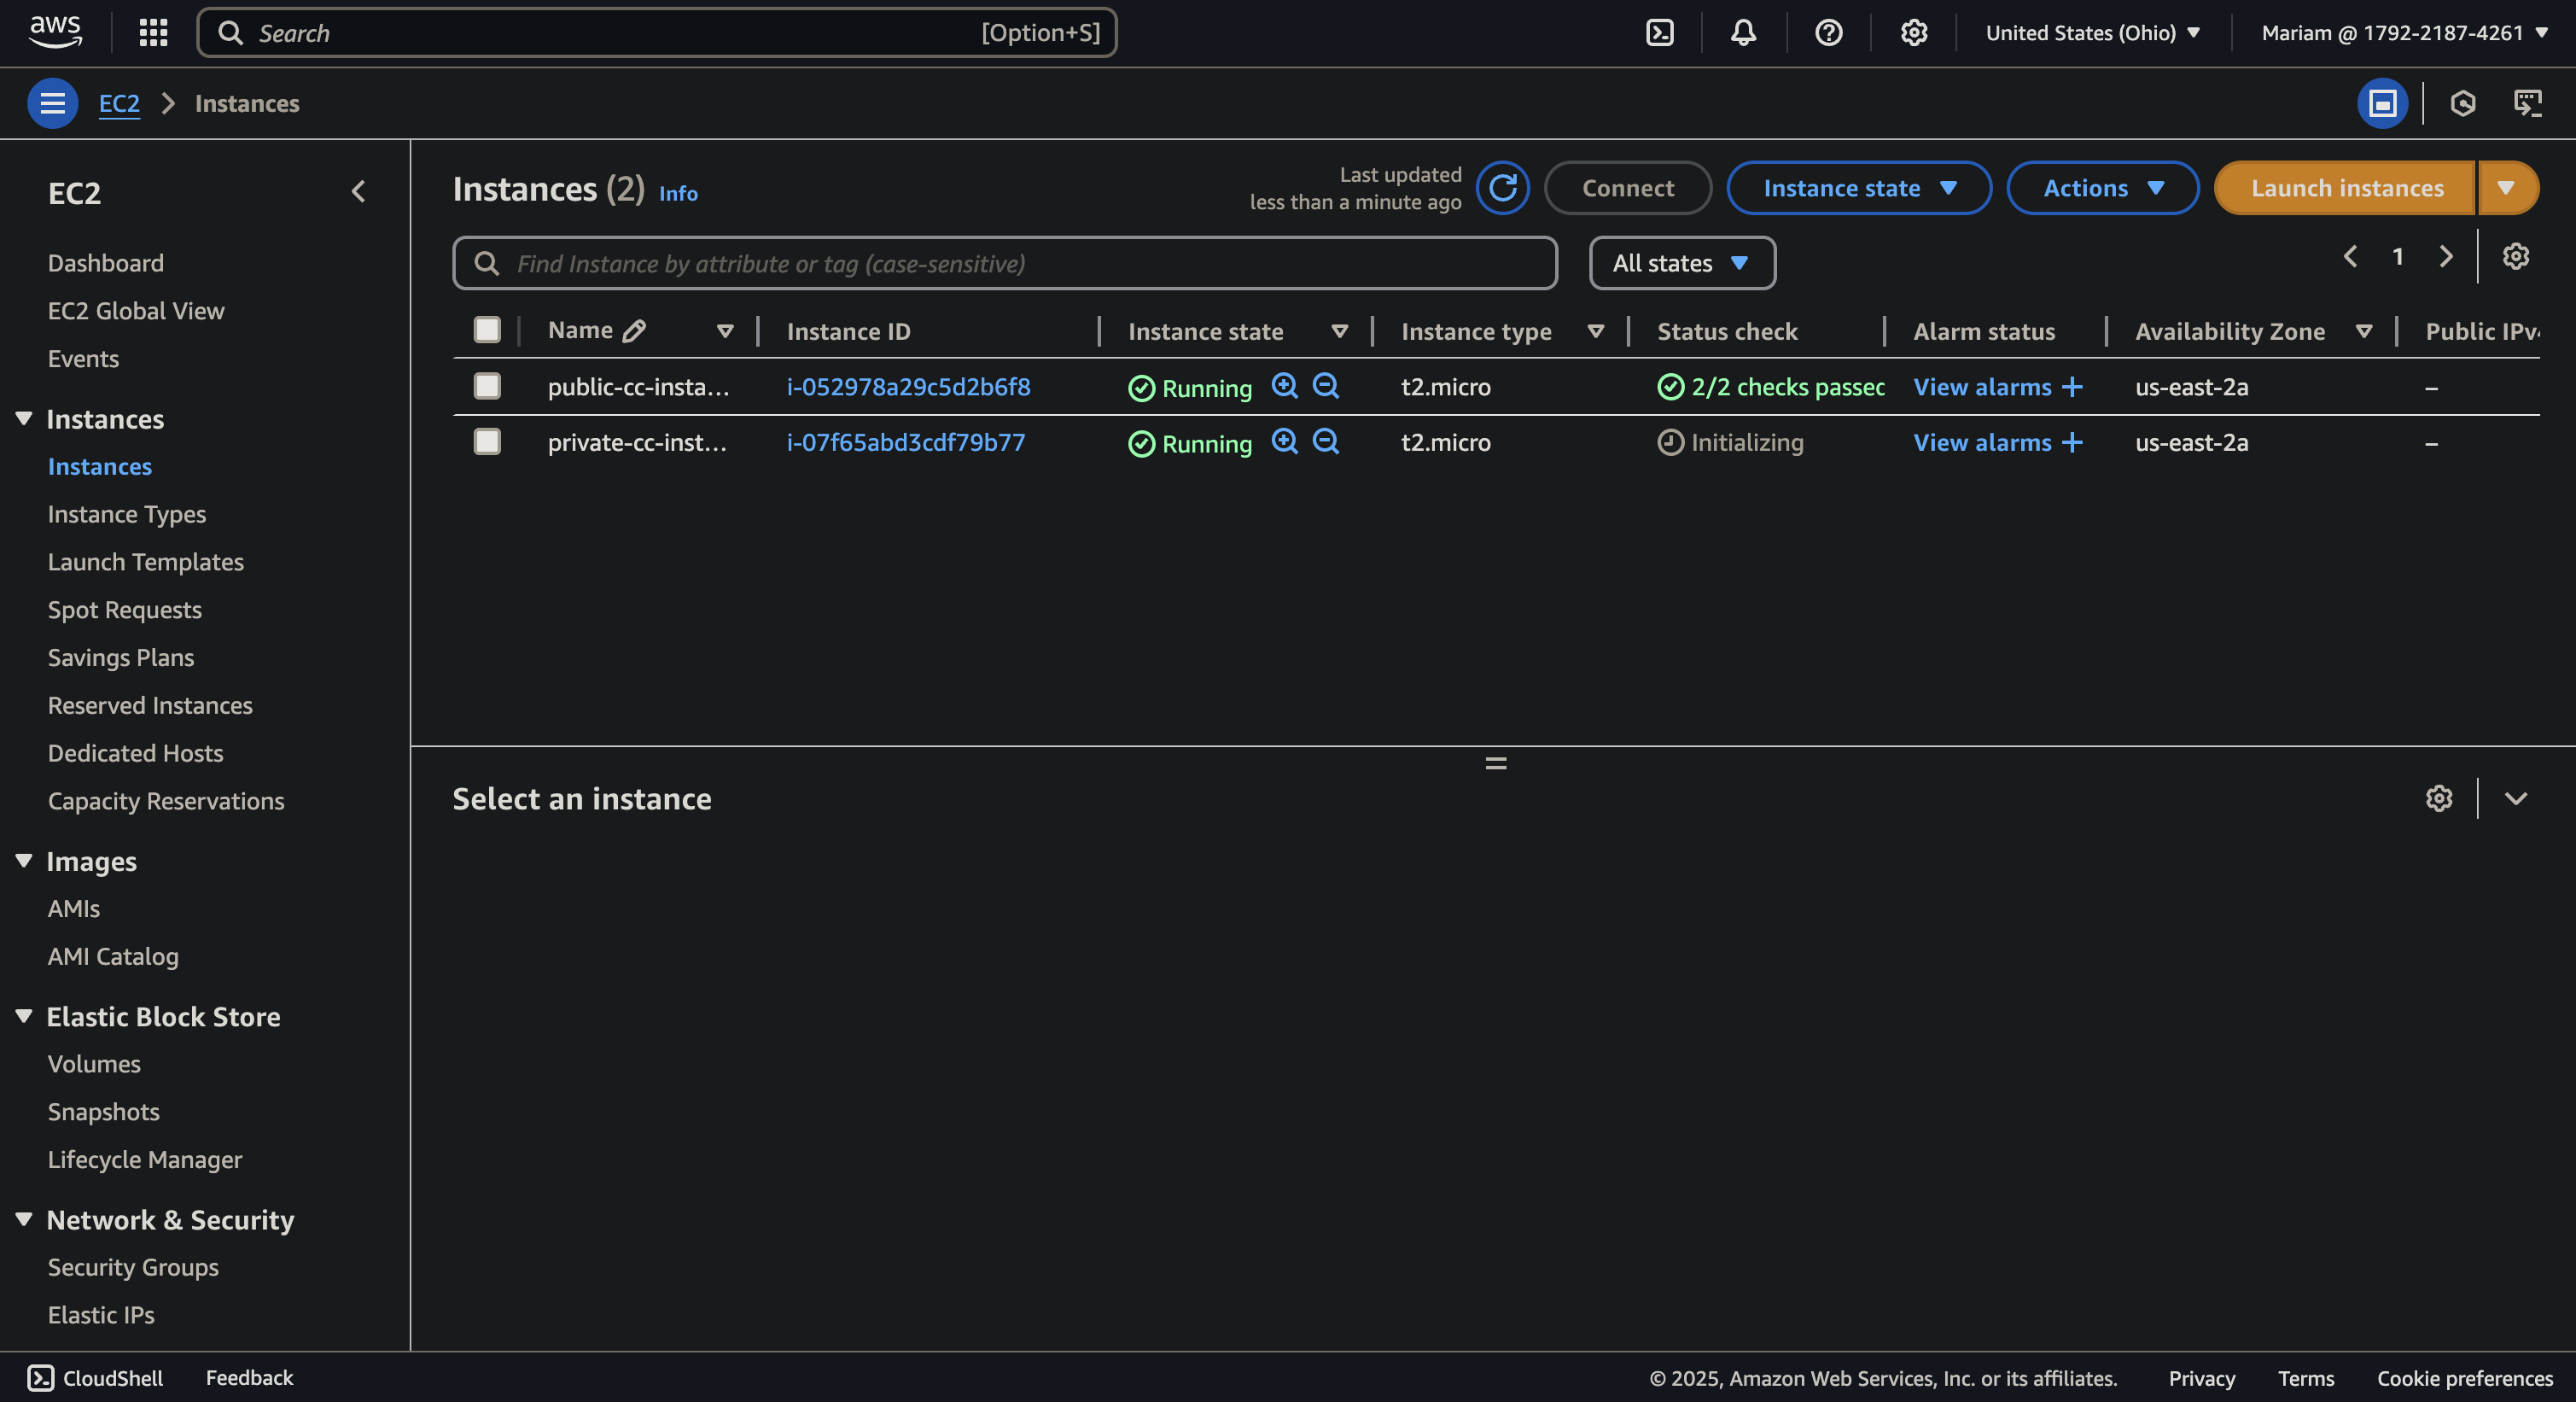 aws
Search [Option+S]
United States (Ohio)
Mariam @ 1792-2187-4261
EC2
Instances
EC2
Dashboard
EC2 Global View
Events
Instances
Instances
Instance Types
Launch Templates
Spot Requests
Savings Plans
Reserved Instances
Dedicated Hosts
Capacity Reservations
Images
AMIs
AMI Catalog
Elastic Block Store
Volumes
Snapshots
Lifecycle Manager
Network & Security
Security Groups
Elastic IPs
Instances (2) Info
Last updated
less than a minute ago
Connect
Instance state
Actions
Launch instances
Find Instance by attribute or tag (case-sensitive)
All states
1
Name Instance ID Instance state Instance type Status check Alarm status Availability Zone Public IPv4
public-cc-insta... i-052978a29c5d2b6f8 Running t2.micro 2/2 checks passed View alarms + us-east-2a –
private-cc-inst... i-07f65abd3cdf79b77 Running t2.micro Initializing View alarms + us-east-2a –
Select an instance
CloudShell Feedback © 2025, Amazon Web Services, Inc. or its affiliates. Privacy Terms Cookie preferences